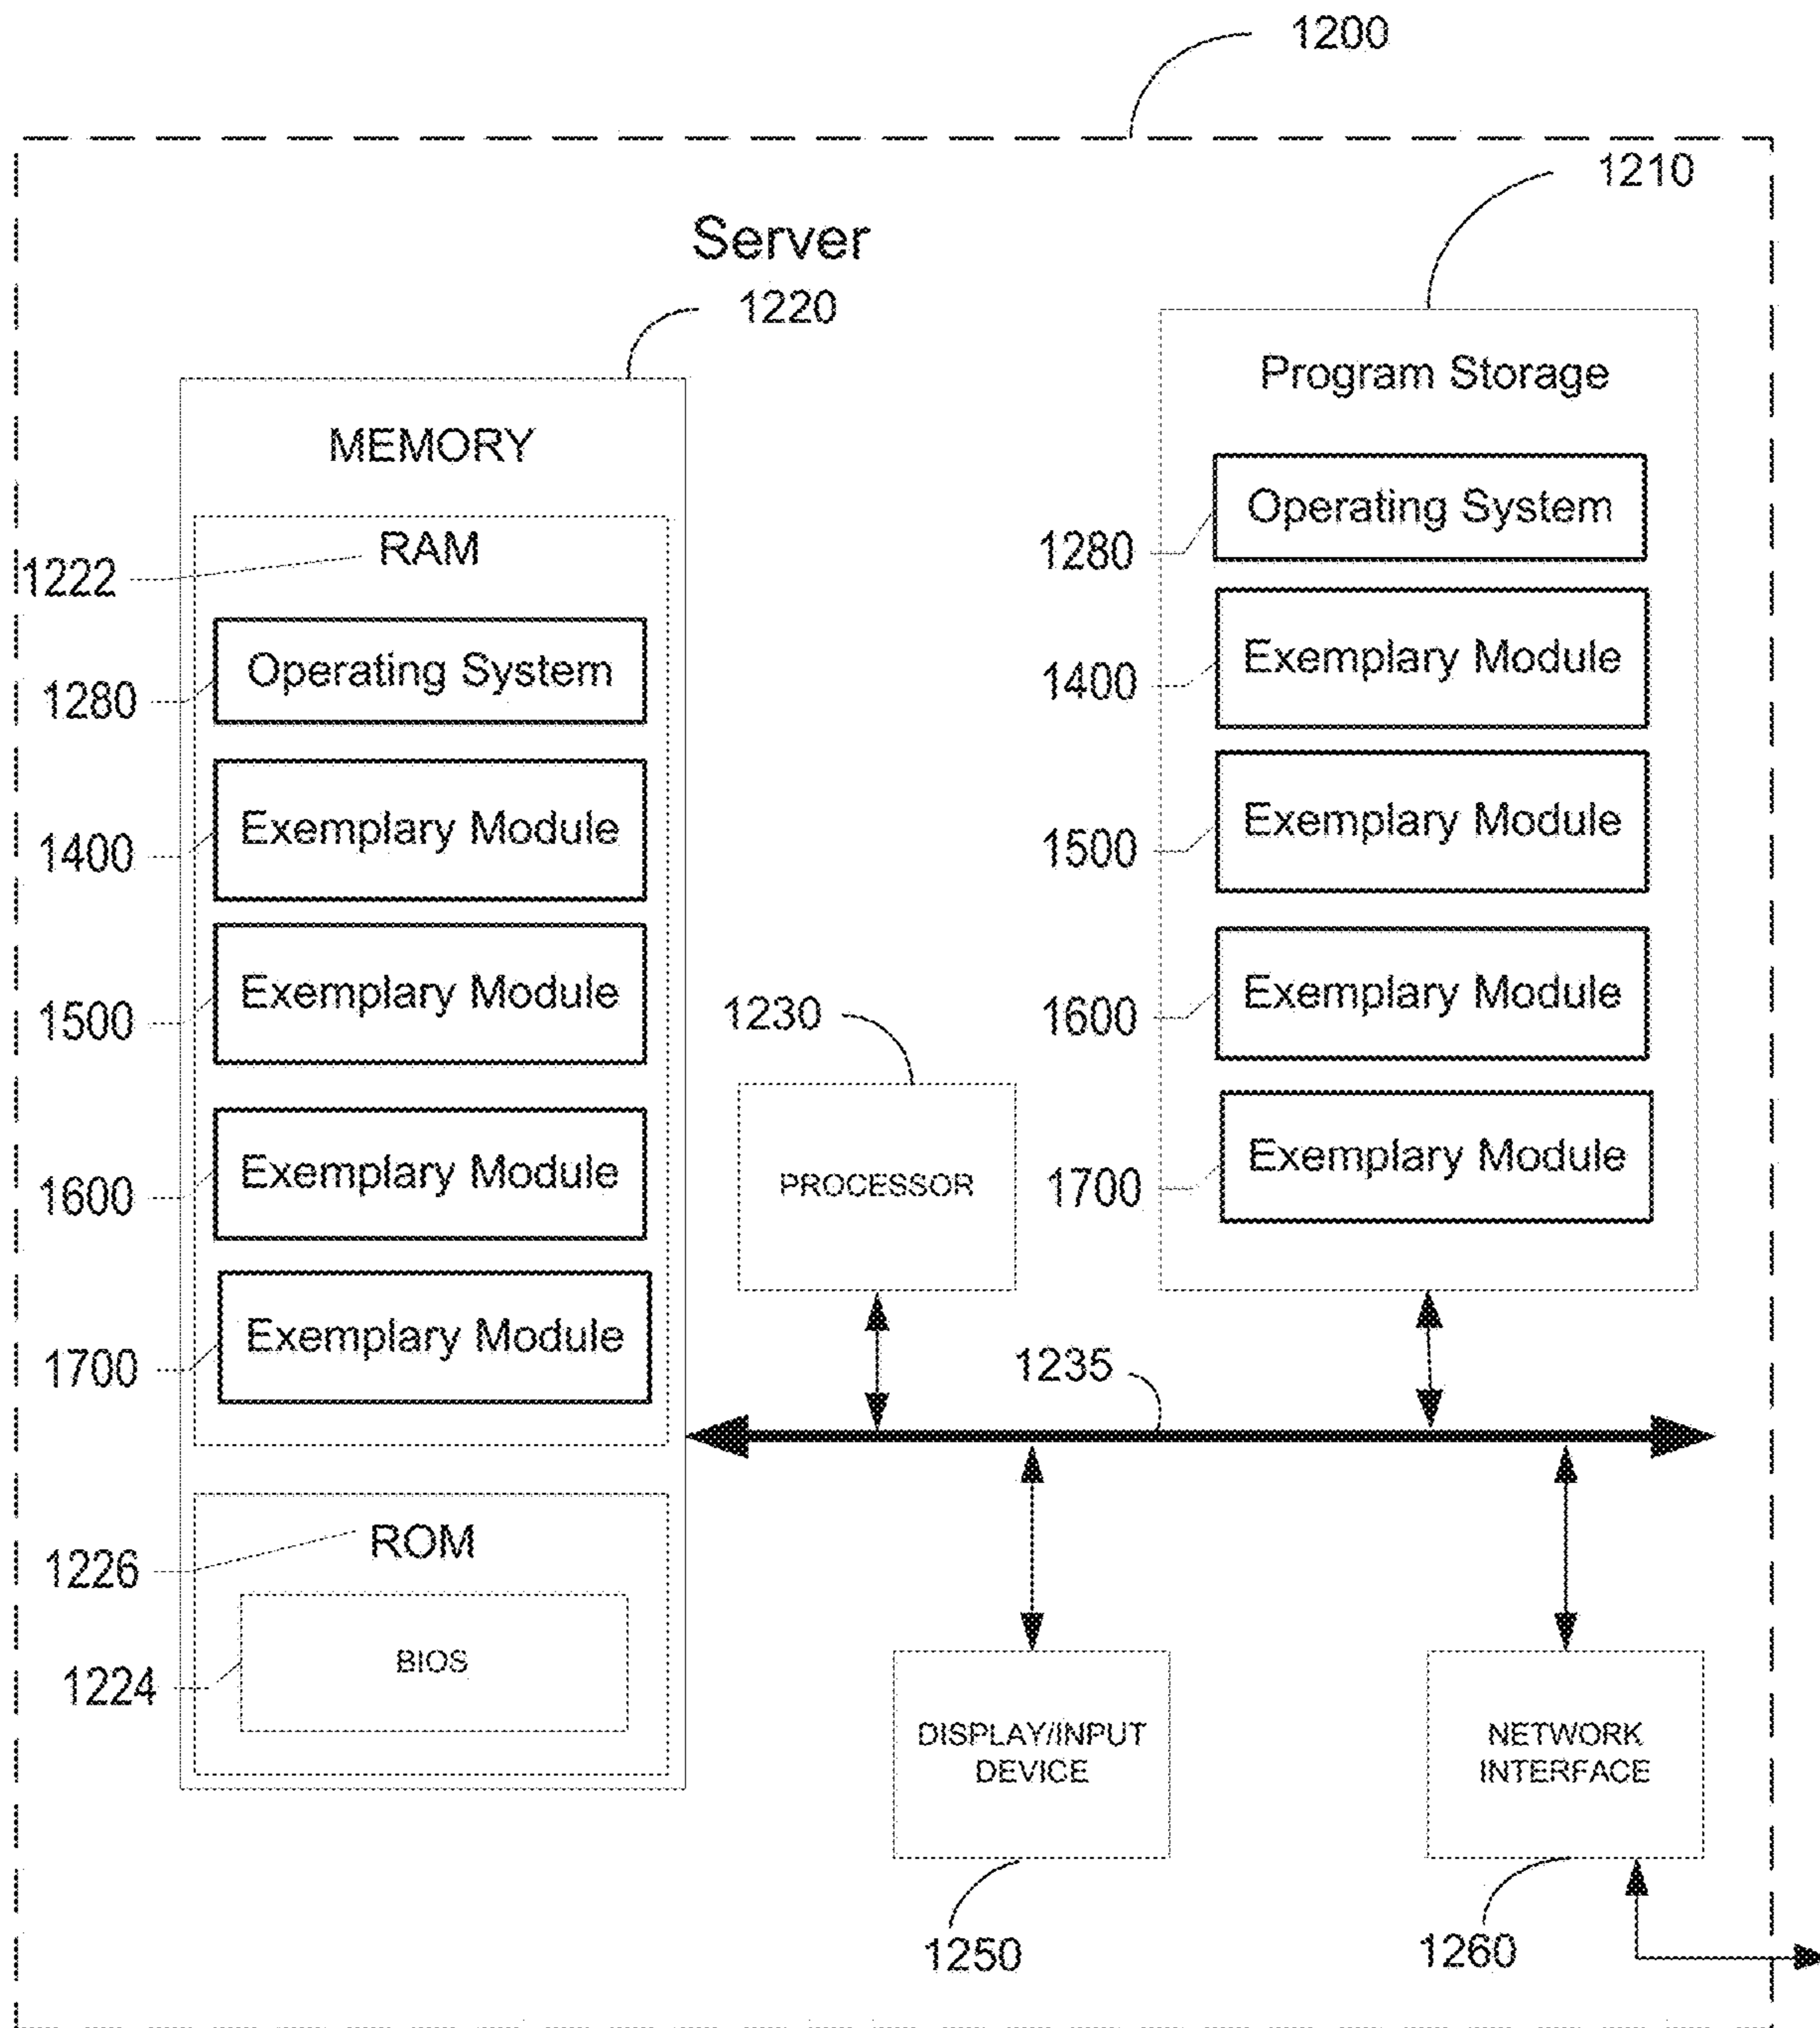 1200
1210
Server
1220
Program Storage
MEMORY
Operating System
1280
RAM
1222
Operating System
1280
Exemplary Module
1400
Exemplary Module
1400
Exemplary Module
1500
Exemplary Module
1500
Exemplary Module
1600
1230
Exemplary Module
1600
PROCESSOR
Exemplary Module
1700
Exemplary Module
1700
1235
ROM
1226
BIOS
1224
DISPLAY/INPUT
DEVICE
NETWORK
INTERFACE
1250
1260